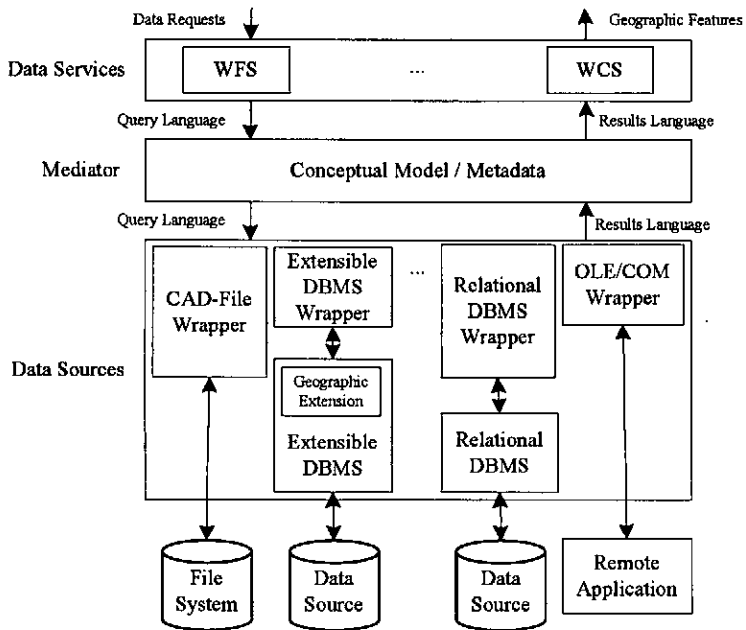 Data Requests
Geographic Features
Data Services
WFS
...
WCS
Query Language
Results Language
Mediator
Conceptual Model / Metadata
Query Language
Results Language
Data Sources
CAD-File
Wrapper
Extensible
DBMS
Wrapper
...
Relational
DBMS
Wrapper
OLE/COM
Wrapper
Geographic
Extension
Extensible
DBMS
Relational
DBMS
File
System
Data
Source
Data
Source
Remote
Application